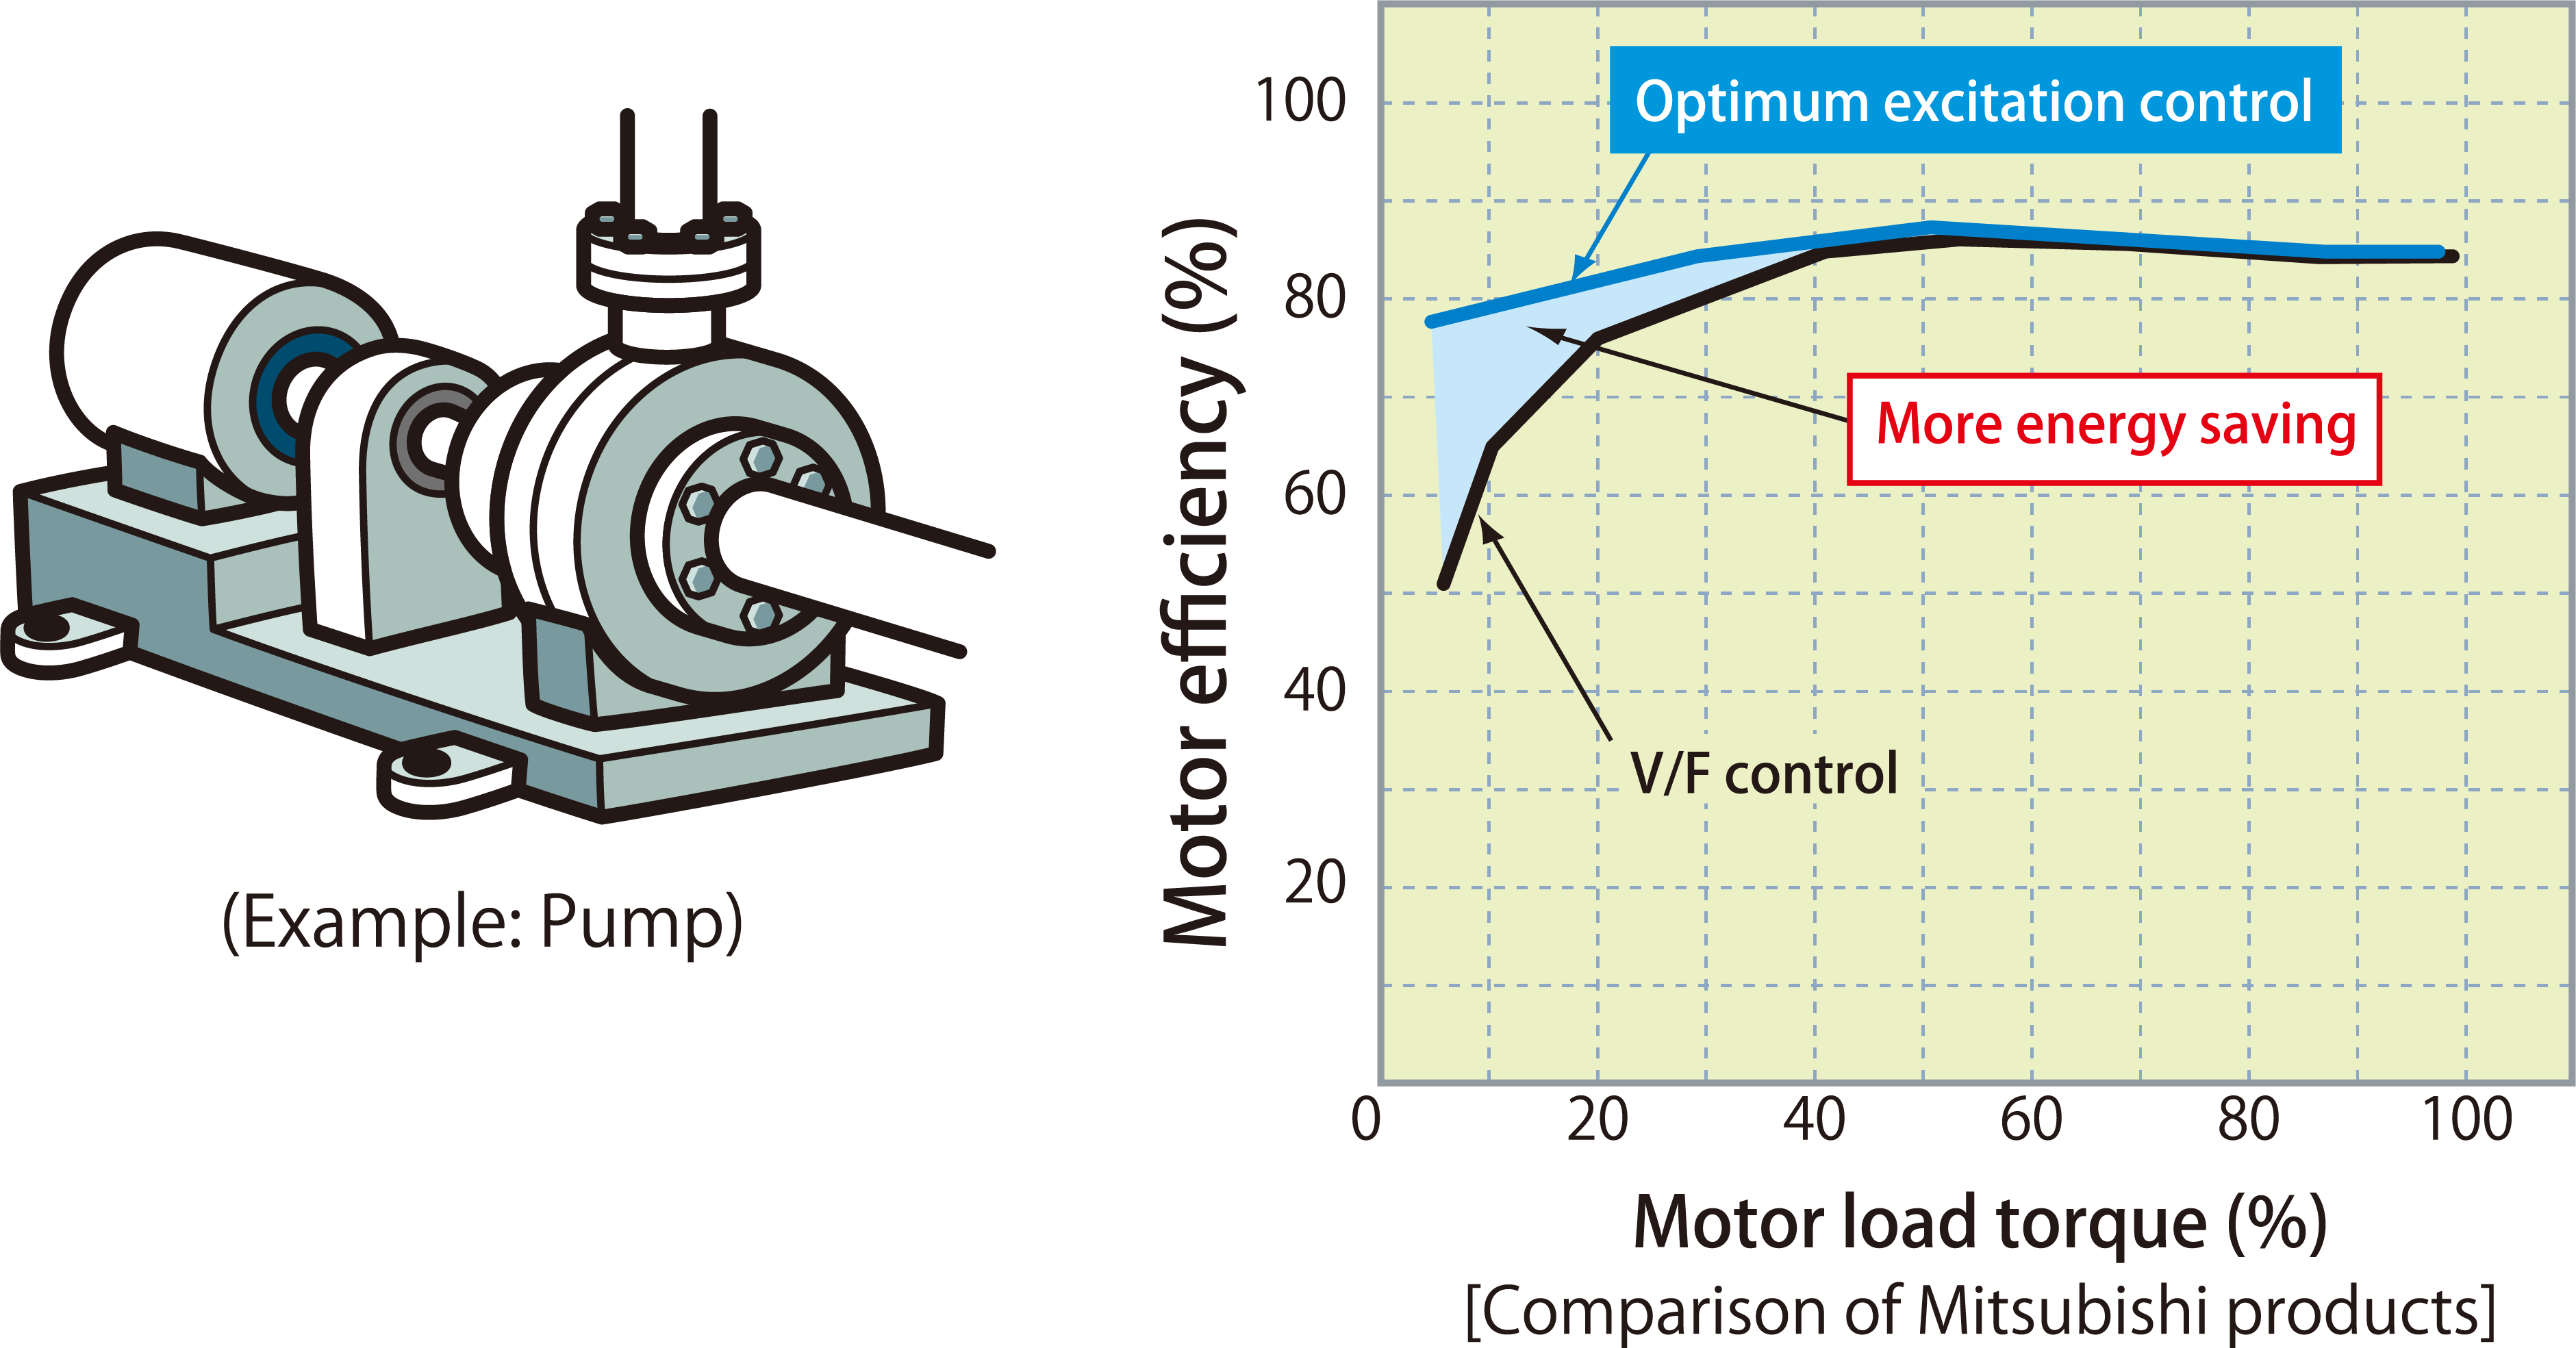 (Example: Pump)
Motor efficiency (%)
100
80
60
40
20
Optimum excitation control
More energy saving
V/F control
0 20 40 60 80 100
Motor load torque (%)
[Comparison of Mitsubishi products]